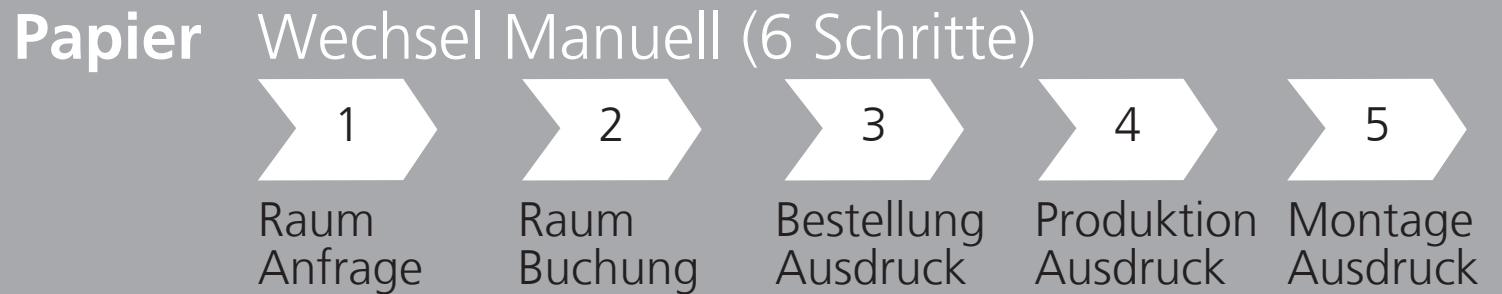 Papier Wechsel Manuell (6 Schritte)
1 2 3 4 5
Raum Raum Bestellung Produktion Montage
Anfrage Buchung Ausdruck Ausdruck Ausdruck